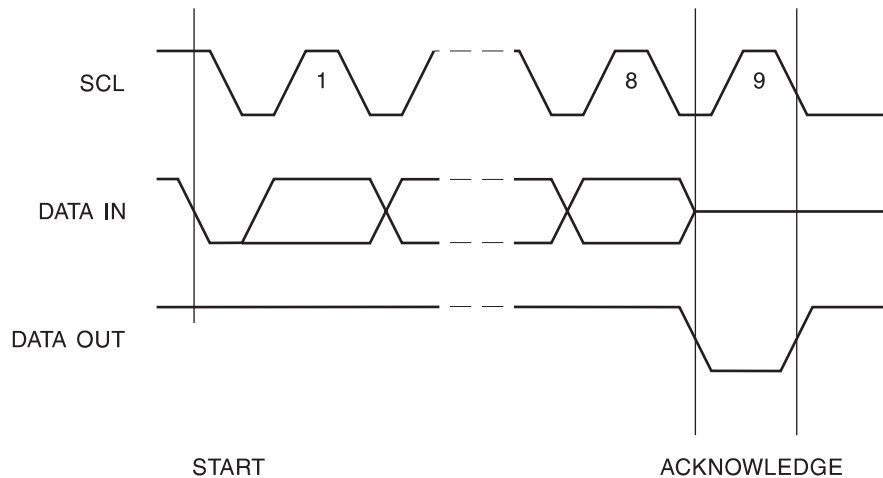 SCL
1
8
9
DATA IN
DATA OUT
START
ACKNOWLEDGE